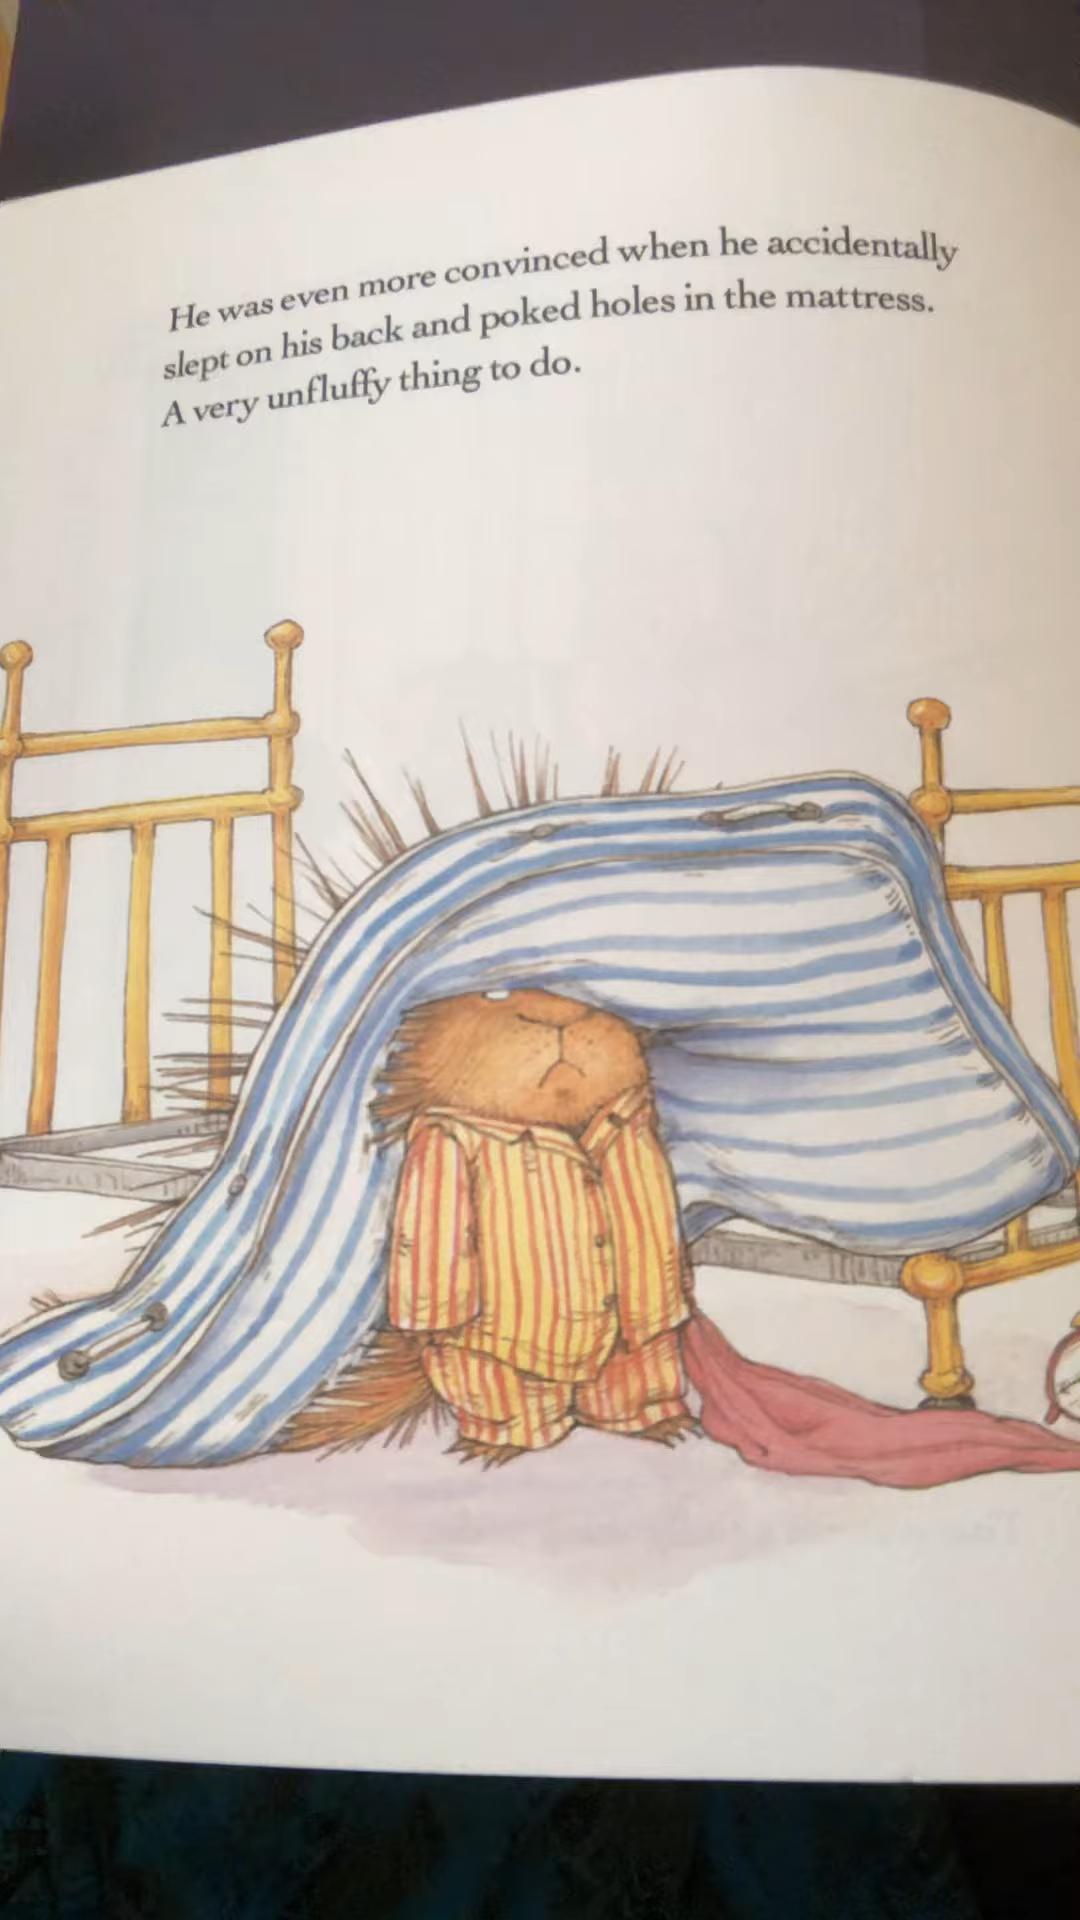 He was even more convinced when he accidentally
slept on his back and poked holes in the mattress.
A very unfluffy thing to do.